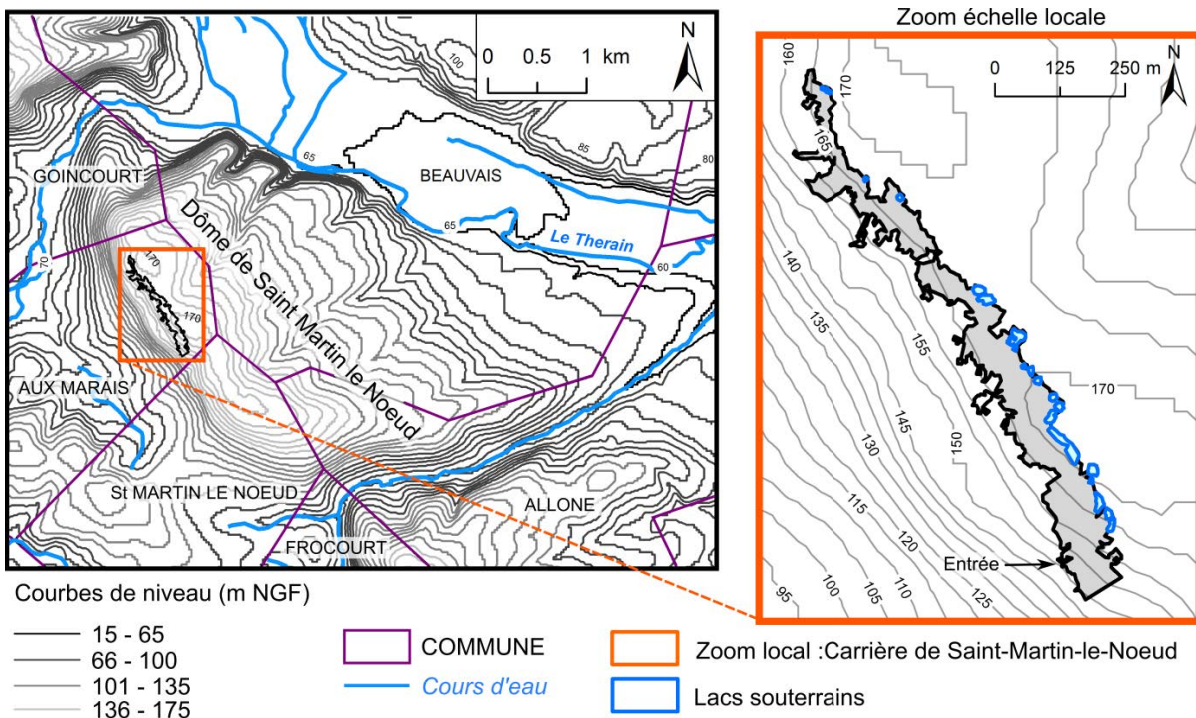 Zoom échelle locale
0 0.5 1 km
N
100
85
80
65
GOINCOURT
BEAUVAIS
65
Le Therain
60
70
Dôme de Saint Martin le Noeud
170
170
AUX MARAIS
St MARTIN LE NOEUD
ALLONE
FROCOURT
N
0 125 250 m
160
170
165
140
135
155
170
145
150
130
115
120
Entrée
95
100
105
110
125
Courbes de niveau (m NGF)
15 - 65
66 - 100
101 - 135
136 - 175
COMMUNE
Cours d'eau
Zoom local :Carrière de Saint-Martin-le-Noeud
Lacs souterrains